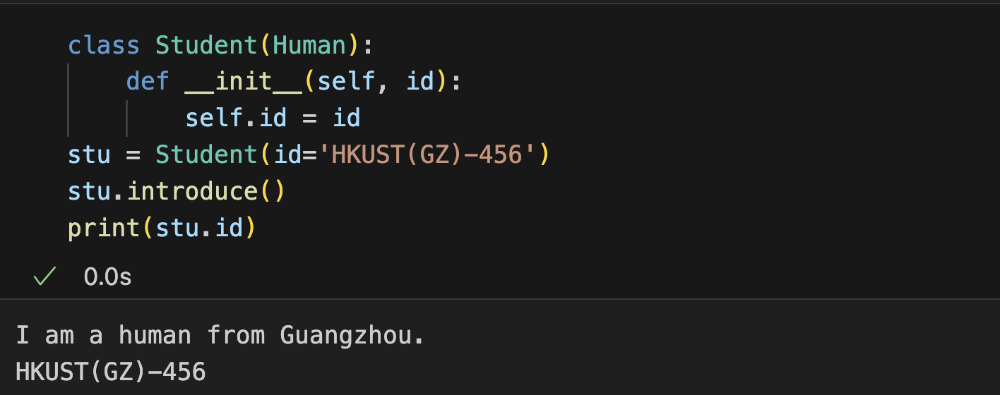 class Student(Human):
    def __init__(self, id):
        self.id = id
stu = Student(id='HKUST(GZ)-456')
stu.introduce()
print(stu.id)
0.0s
I am a human from Guangzhou.
HKUST(GZ)-456